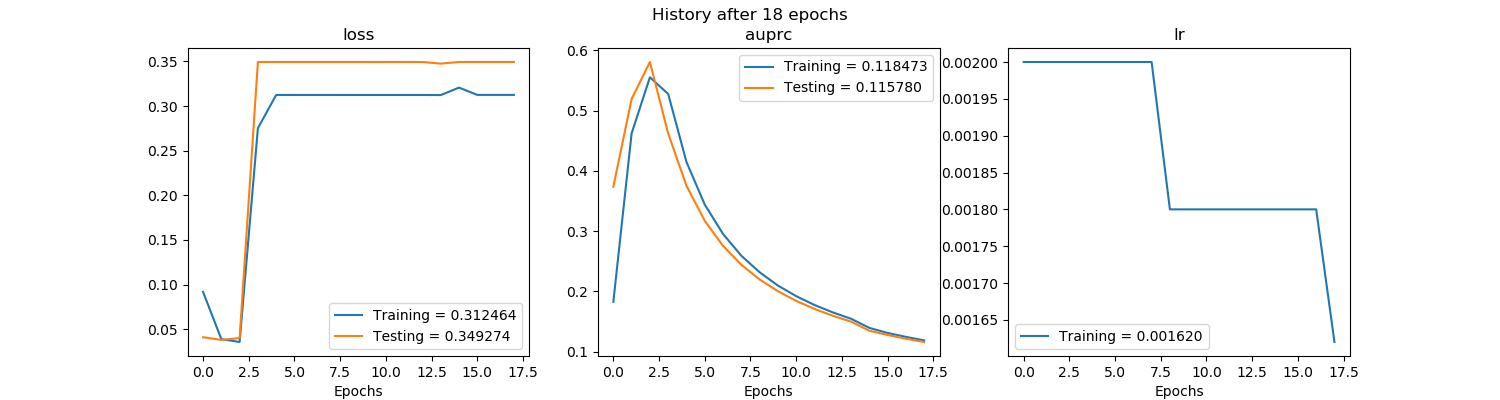 History after 18 epochs
loss
0.35
0.30
0.25
0.20
0.15
0.10
0.05
Training = 0.312464
Testing = 0.349274
0.0 2.5 5.0 7.5 10.0 12.5 15.0 17.5
Epochs
auprc
0.6
0.5
0.4
0.3
0.2
0.1
Training = 0.118473
Testing = 0.115780
0.0 2.5 5.0 7.5 10.0 12.5 15.0 17.5
Epochs
lr
0.00200
0.00195
0.00190
0.00185
0.00180
0.00175
0.00170
0.00165
Training = 0.001620
0.0 2.5 5.0 7.5 10.0 12.5 15.0 17.5
Epochs